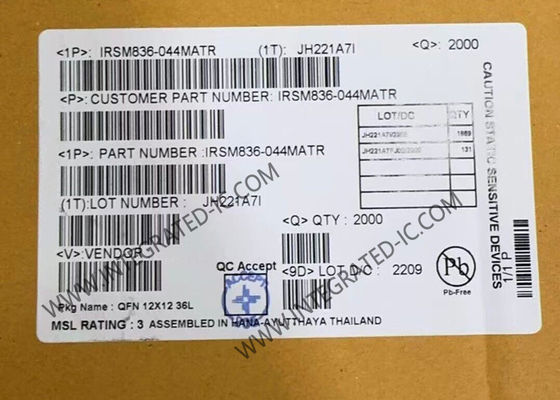 <1P>: IRSM836-044MATR (1T): JH221A7I <Q>: 2000
<P>: CUSTOMER PART NUMBER: IRSM836-044MATR
LOT/DC QTY
1869
131
<1P>: PART NUMBER :IRSM836-044MATR
(1T):LOT NUMBER : JH221A7I
<Q> QTY : 2000
<V>:VENDOR
QC Accept
ACCEPT
<9D> LOT D/C: 2209
Pb
Pb-Free
Pkg Name : QFN 12X12 36L
MSL RATING : 3 ASSEMBLED IN HANA-AYUTTHAYA THAILAND
CAUTION STATIC SENSITIVE DEVICES
1/1
P
WWW.INTEGRATED-IC.COM
WWW.INTEGRATED-IC.COM